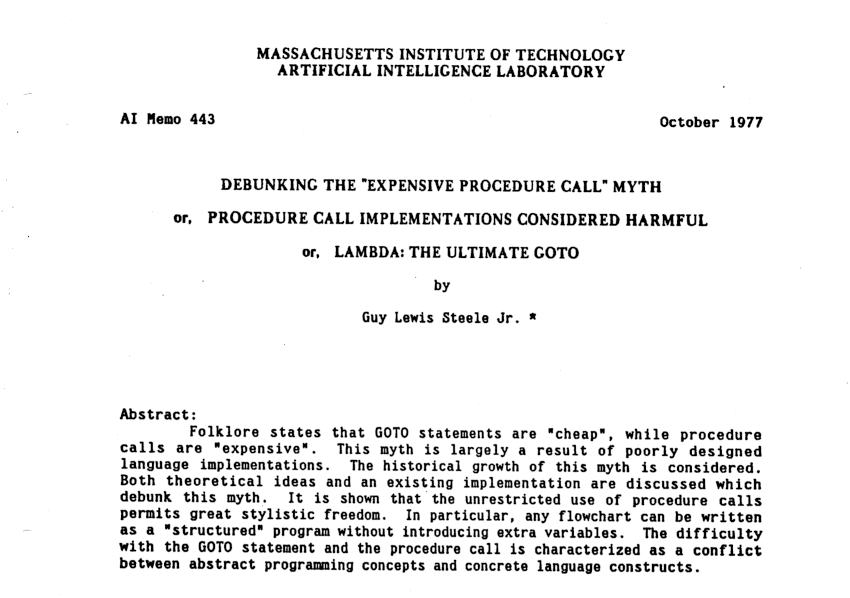 MASSACHUSETTS INSTITUTE OF TECHNOLOGY
ARTIFICIAL INTELLIGENCE LABORATORY
AI Memo 443 October 1977
DEBUNKING THE "EXPENSIVE PROCEDURE CALL" MYTH
or, PROCEDURE CALL IMPLEMENTATIONS CONSIDERED HARMFUL
or, LAMBDA: THE ULTIMATE GOTO
by
Guy Lewis Steele Jr. *
Abstract:
Folklore states that GOTO statements are "cheap", while procedure
calls are "expensive". This myth is largely a result of poorly designed
language implementations. The historical growth of this myth is considered.
Both theoretical ideas and an existing implementation are discussed which
debunk this myth. It is shown that the unrestricted use of procedure calls
permits great stylistic freedom. In particular, any flowchart can be written
as a "structured" program without introducing extra variables. The difficulty
with the GOTO statement and the procedure call is characterized as a conflict
between abstract programming concepts and concrete language constructs.